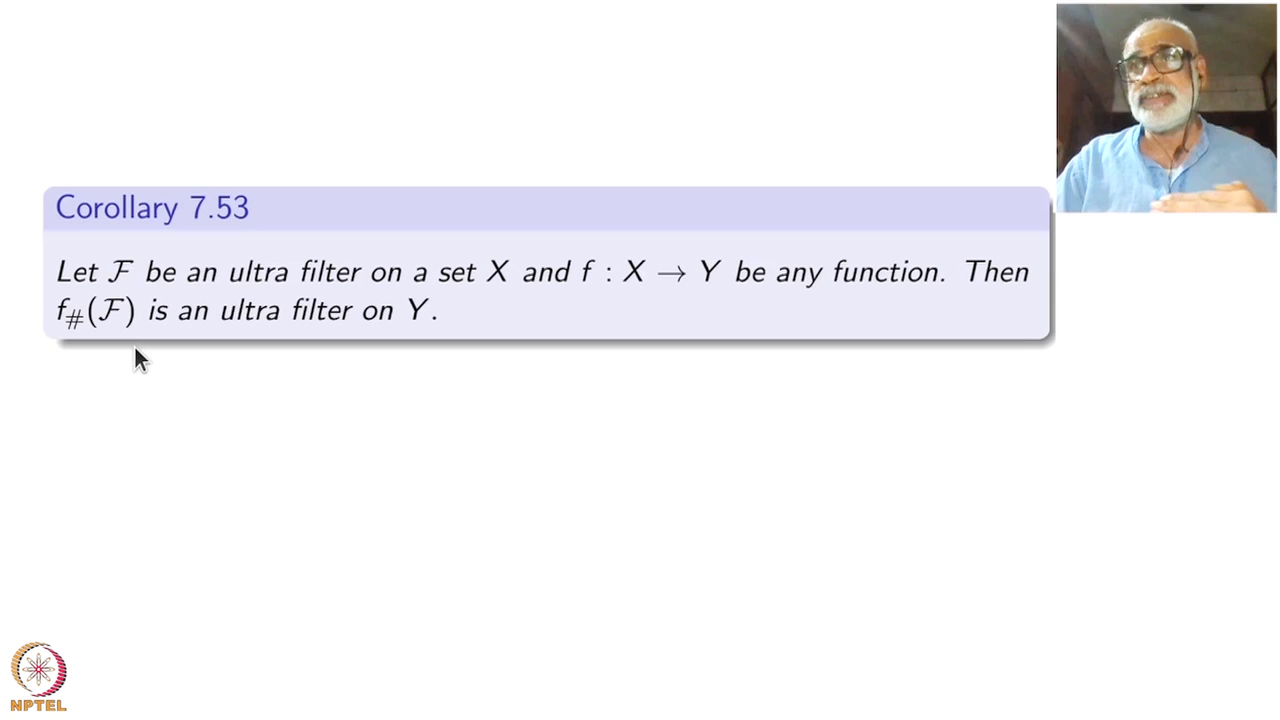 Corollary 7.53
Let ℱ be an ultra filter on a set X and f : X → Y be any function. Then
f#(ℱ) is an ultra filter on Y.
NPTEL